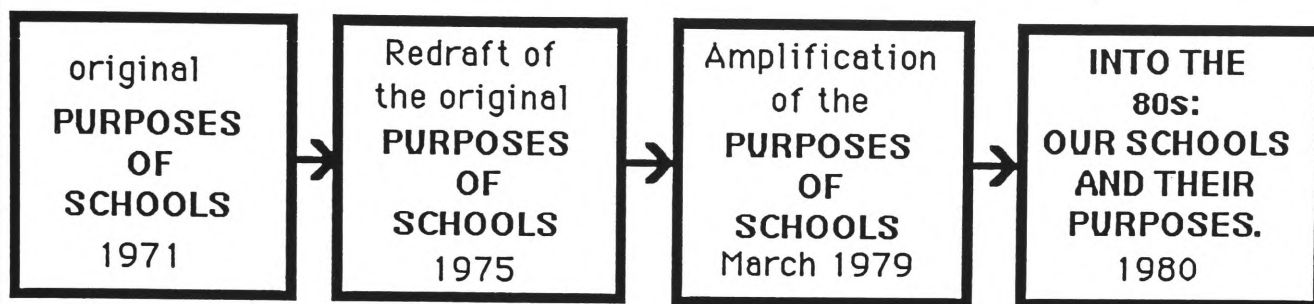 original
PURPOSES
OF
SCHOOLS
1971
Redraft of
the original
PURPOSES
OF
SCHOOLS
1975
Amplification
of the
PURPOSES
OF
SCHOOLS
March 1979
INTO THE
80s:
OUR SCHOOLS
AND THEIR
PURPOSES.
1980